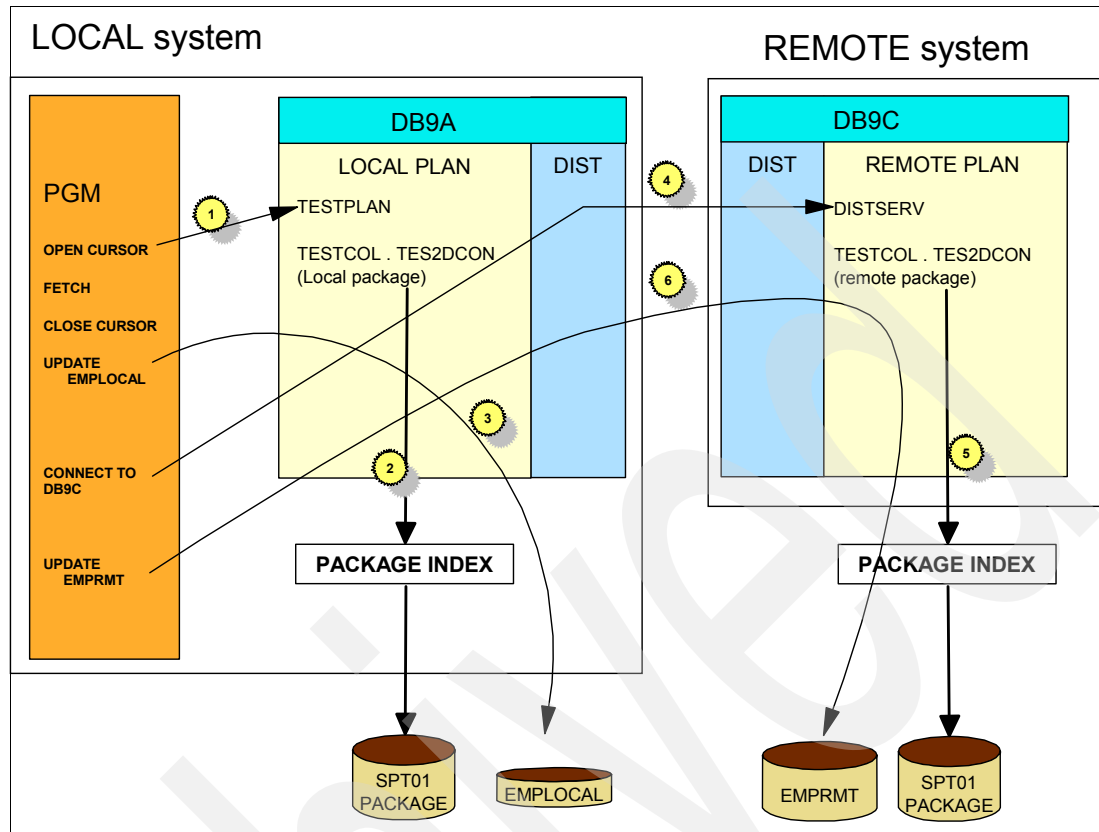 LOCAL system
REMOTE system
DB9A
DB9C
PGM
OPEN CURSOR
FETCH
CLOSE CURSOR
UPDATE
EMPLOCAL
CONNECT TO
DB9C
UPDATE
EMPRMT
LOCAL PLAN
DIST
TESTPLAN
TESTCOL . TES2DCON
(Local package)
DIST
REMOTE PLAN
DISTSERV
TESTCOL . TES2DCON
(remote package)
1
4
6
3
2
5
PACKAGE INDEX
PACKAGE INDEX
SPT01
PACKAGE
EMPLOCAL
EMPRMT
SPT01
PACKAGE